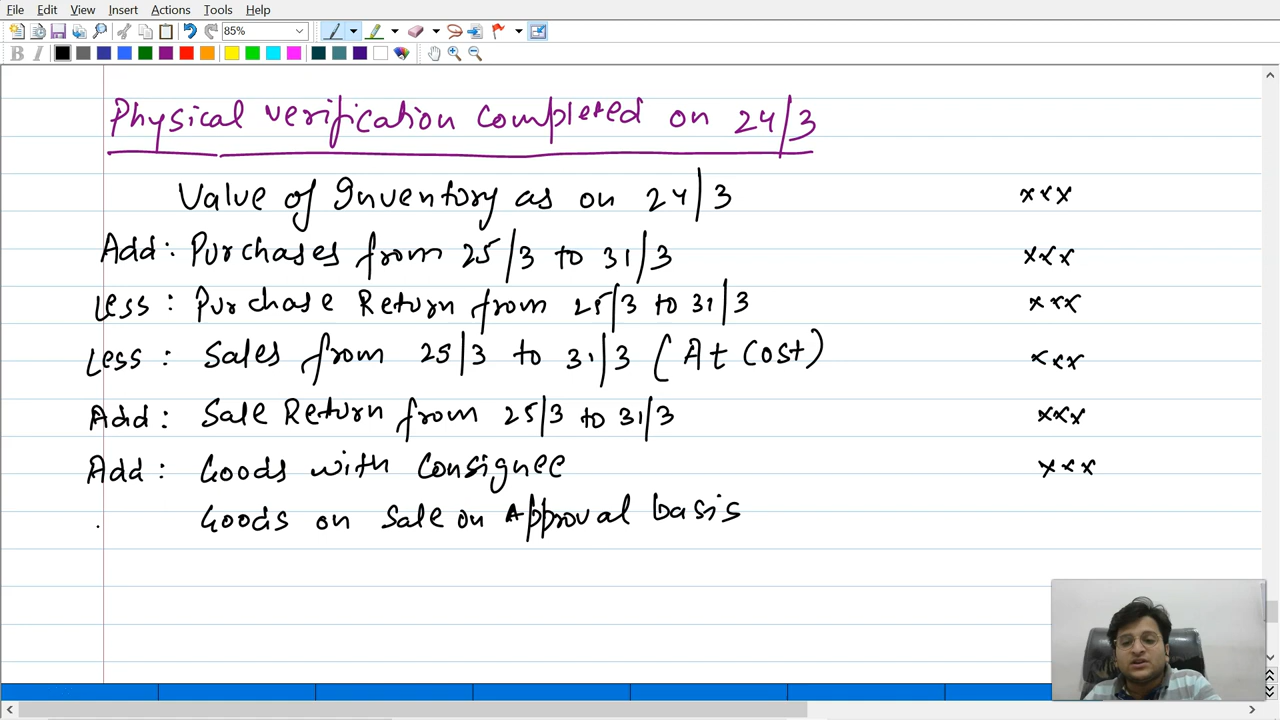 File Edit View Insert Actions Tools Help
85%
B I
Physical verification completed on 24/3
Value of Inventory as on 24/3 xxx
Add: Purchases from 25/3 to 31/3 xxx
Less: Purchase Return from 25/3 to 31/3 xxx
Less: Sales from 25/3 to 31/3 (At Cost) xxx
Add: Sale Return from 25/3 to 31/3 xxx
Add: Goods with Consignee xxx
Goods on Sale on Approval basis